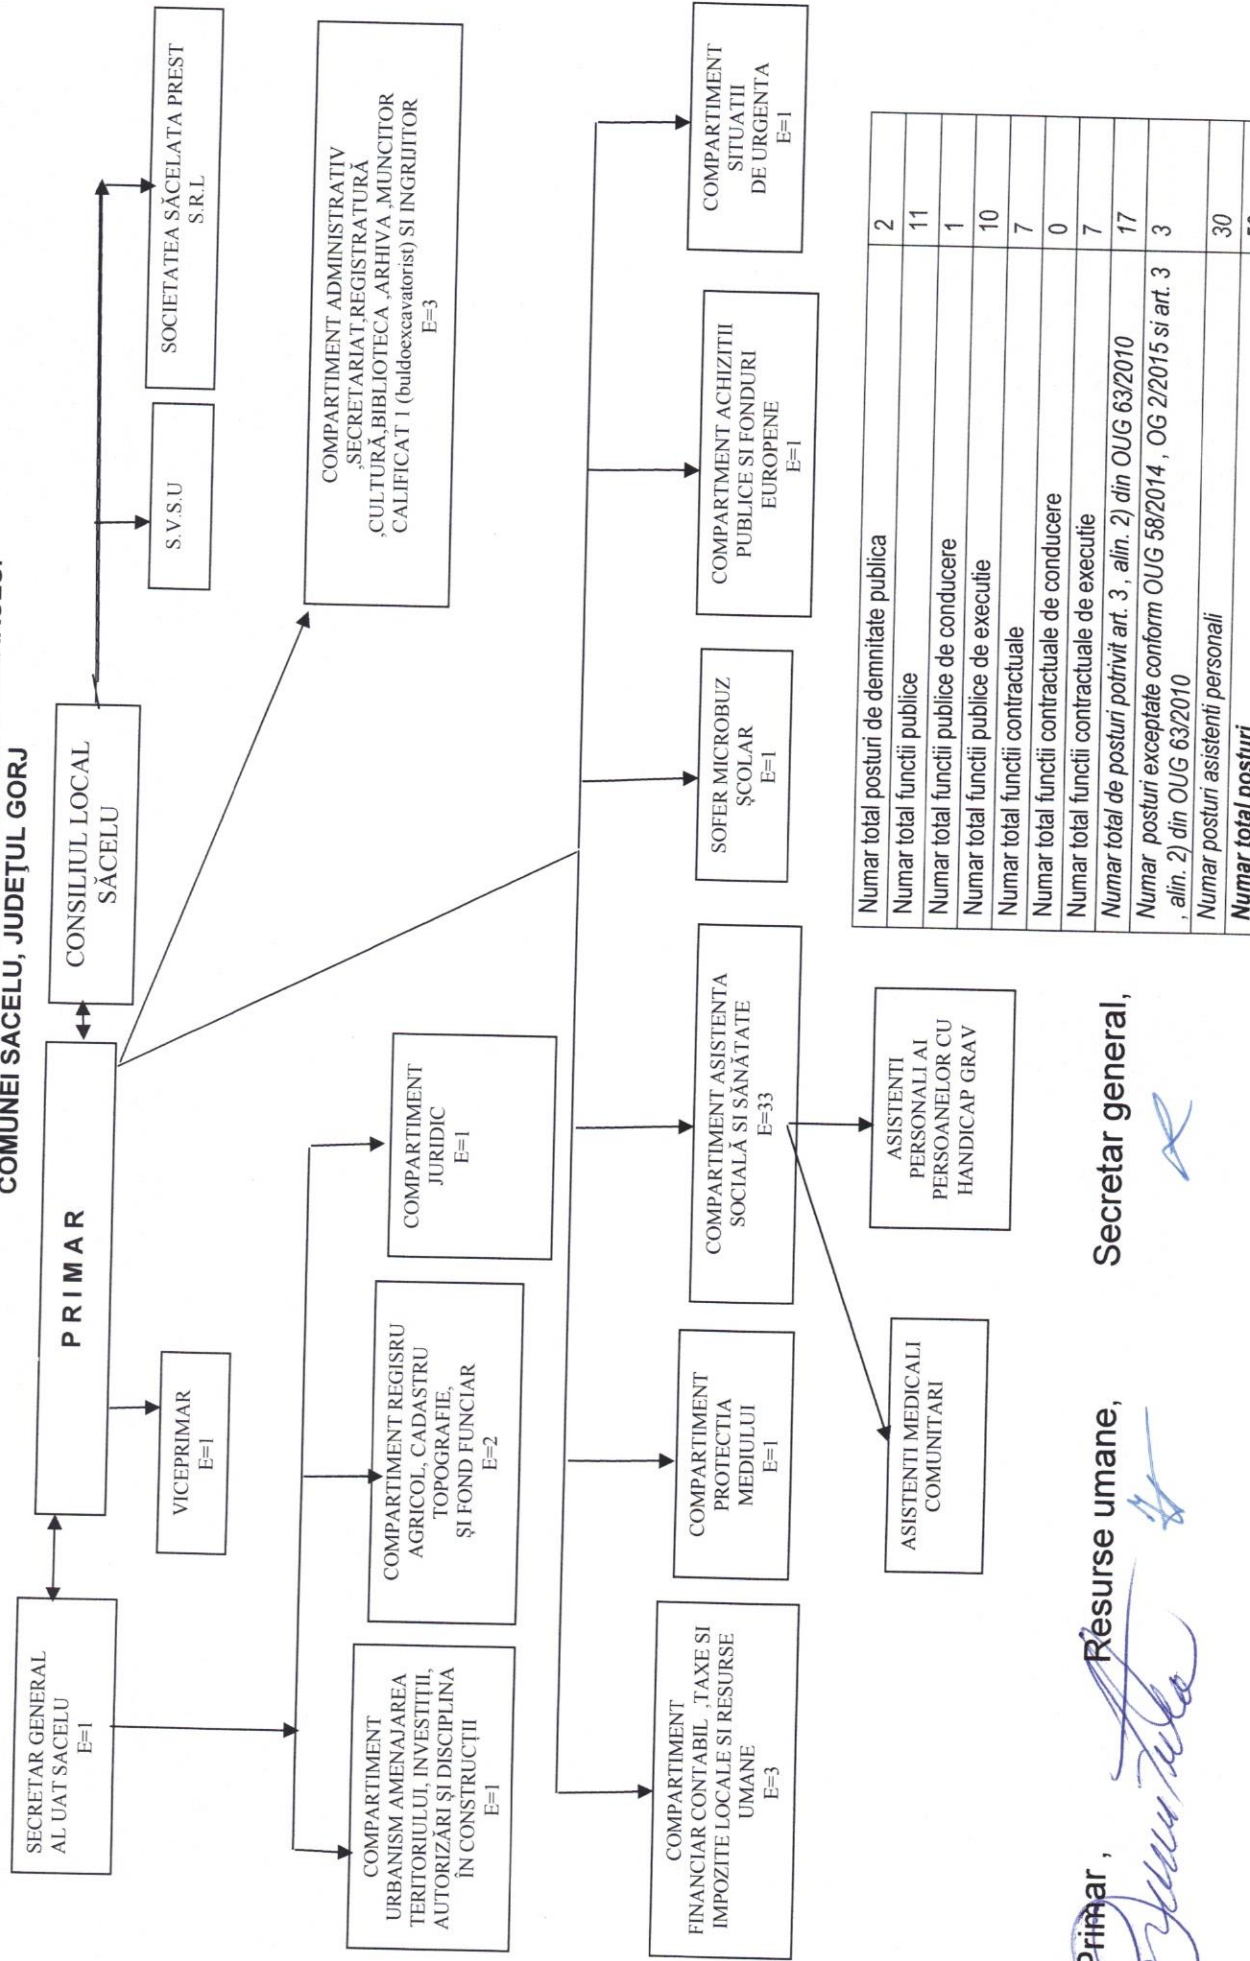 COMUNEI SACELU, JUDEŢUL GORJ
SECRETAR GENERAL
AL UAT SACELU
E=1
P R I M A R
CONSILIUL LOCAL
SĂCELU
VICEPRIMAR
E=1
S.V.S.U
SOCIETATEA SĂCELATA PREST
S.R.L
COMPARTIMENT ADMINISTRATIV
,SECRETARIAT,REGISTRATURĂ
,CULTURĂ,BIBLIOTECA ,ARHIVA ,MUNCITOR
CALIFICAT 1 (buldoexcavatorist) SI INGRIJITOR
E=3
COMPARTIMENT
URBANISM AMENAJAREA
TERITORIULUI, INVESTIŢII,
AUTORIZĂRI ŞI DISCIPLINA
ÎN CONSTRUCŢII
E=1
COMPARTIMENT REGISRU
AGRICOL, CADASTRU
TOPOGRAFIE,
ŞI FOND FUNCIAR
E=2
COMPARTIMENT
JURIDIC
E=1
COMPARTIMENT
FINANCIAR CONTABIL ,TAXE SI
IMPOZITE LOCALE SI RESURSE
UMANE
E=3
COMPARTIMENT
PROTECTIA
MEDIULUI
E=1
COMPARTIMENT ASISTENTA
SOCIALĂ SI SĂNĂTATE
E=33
SOFER MICROBUZ
ŞCOLAR
E=1
COMPARTMENT ACHIZITII
PUBLICE SI FONDURI
EUROPENE
E=1
COMPARTIMENT
SITUATII
DE URGENTA
E=1
ASISTENTI MEDICALI
COMUNITARI
ASISTENTI
PERSONALI AI
PERSOANELOR CU
HANDICAP GRAV
Numar total posturi de demnitate publica 2
Numar total functii publice 11
Numar total functii publice de conducere 1
Numar total functii publice de executie 10
Numar total functii contractuale 7
Numar total functii contractuale de conducere 0
Numar total functii contractuale de executie 7
Numar total de posturi potrivit art. 3 , alin. 2) din OUG 63/2010 17
Numar posturi exceptate conform OUG 58/2014 , OG 2/2015 si art. 3 3
, alin. 2) din OUG 63/2010
Numar posturi asistenti personali 30
Numar total posturi
Primar , Resurse umane, Secretar general,